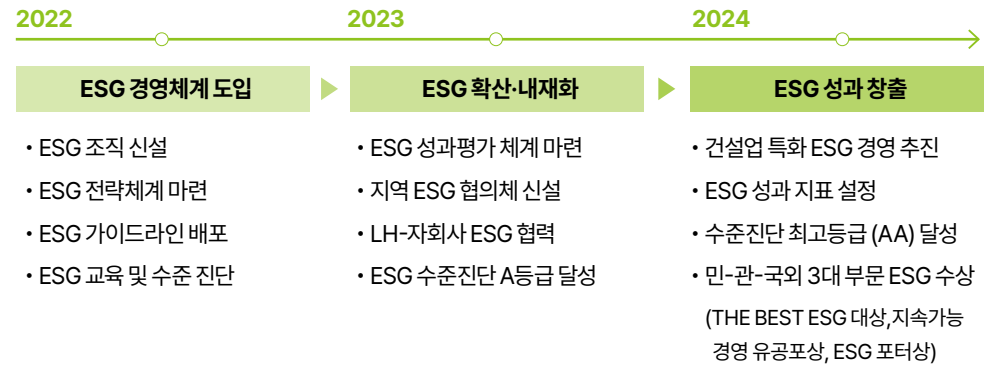 2022
2023
2024
ESG 경영체계 도입
• ESG 조직 신설
• ESG 전략체계 마련
• ESG 가이드라인 배포
• ESG 교육 및 수준 진단
ESG 확산·내재화
• ESG 성과평가 체계 마련
• 지역 ESG 협의체 신설
• LH-자회사 ESG 협력
• ESG 수준진단 A등급 달성
ESG 성과 창출
• 건설업 특화 ESG 경영 추진
• ESG 성과 지표 설정
• 수준진단 최고등급 (AA) 달성
• 민-관-국외 3대 부문 ESG 수상
(THE BEST ESG 대상,지속가능
경영 유공포상, ESG 포터상)